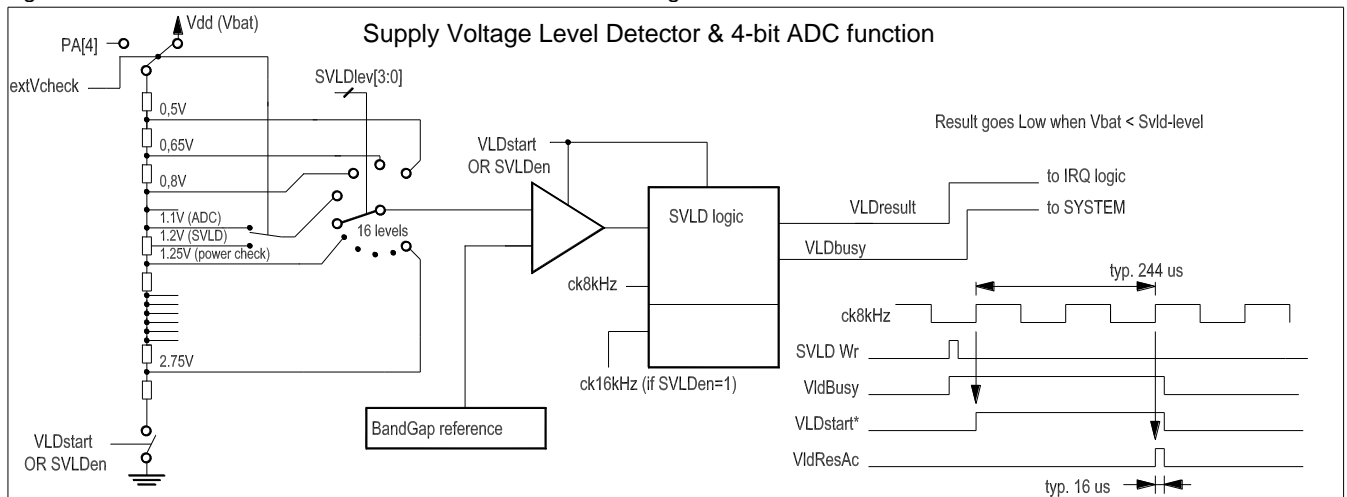 Vdd (Vbat)
Supply Voltage Level Detector & 4-bit ADC function
PA[4]
extVcheck
SVLDlev[3:0]
0,5V
0,65V
0,8V
1.1V (ADC)
1.2V (SVLD)
1.25V (power check)
16 levels
2.75V
VLDstart
OR SVLDen
VLDstart
OR SVLDen
SVLD logic
ck8kHz
ck16kHz (if SVLDen=1)
BandGap reference
Result goes Low when Vbat < Svld-level
to IRQ logic
VLDresult
to SYSTEM
VLDbusy
typ. 244 us
ck8kHz
SVLD Wr
VldBusy
VLDstart*
VldResAc
typ. 16 us